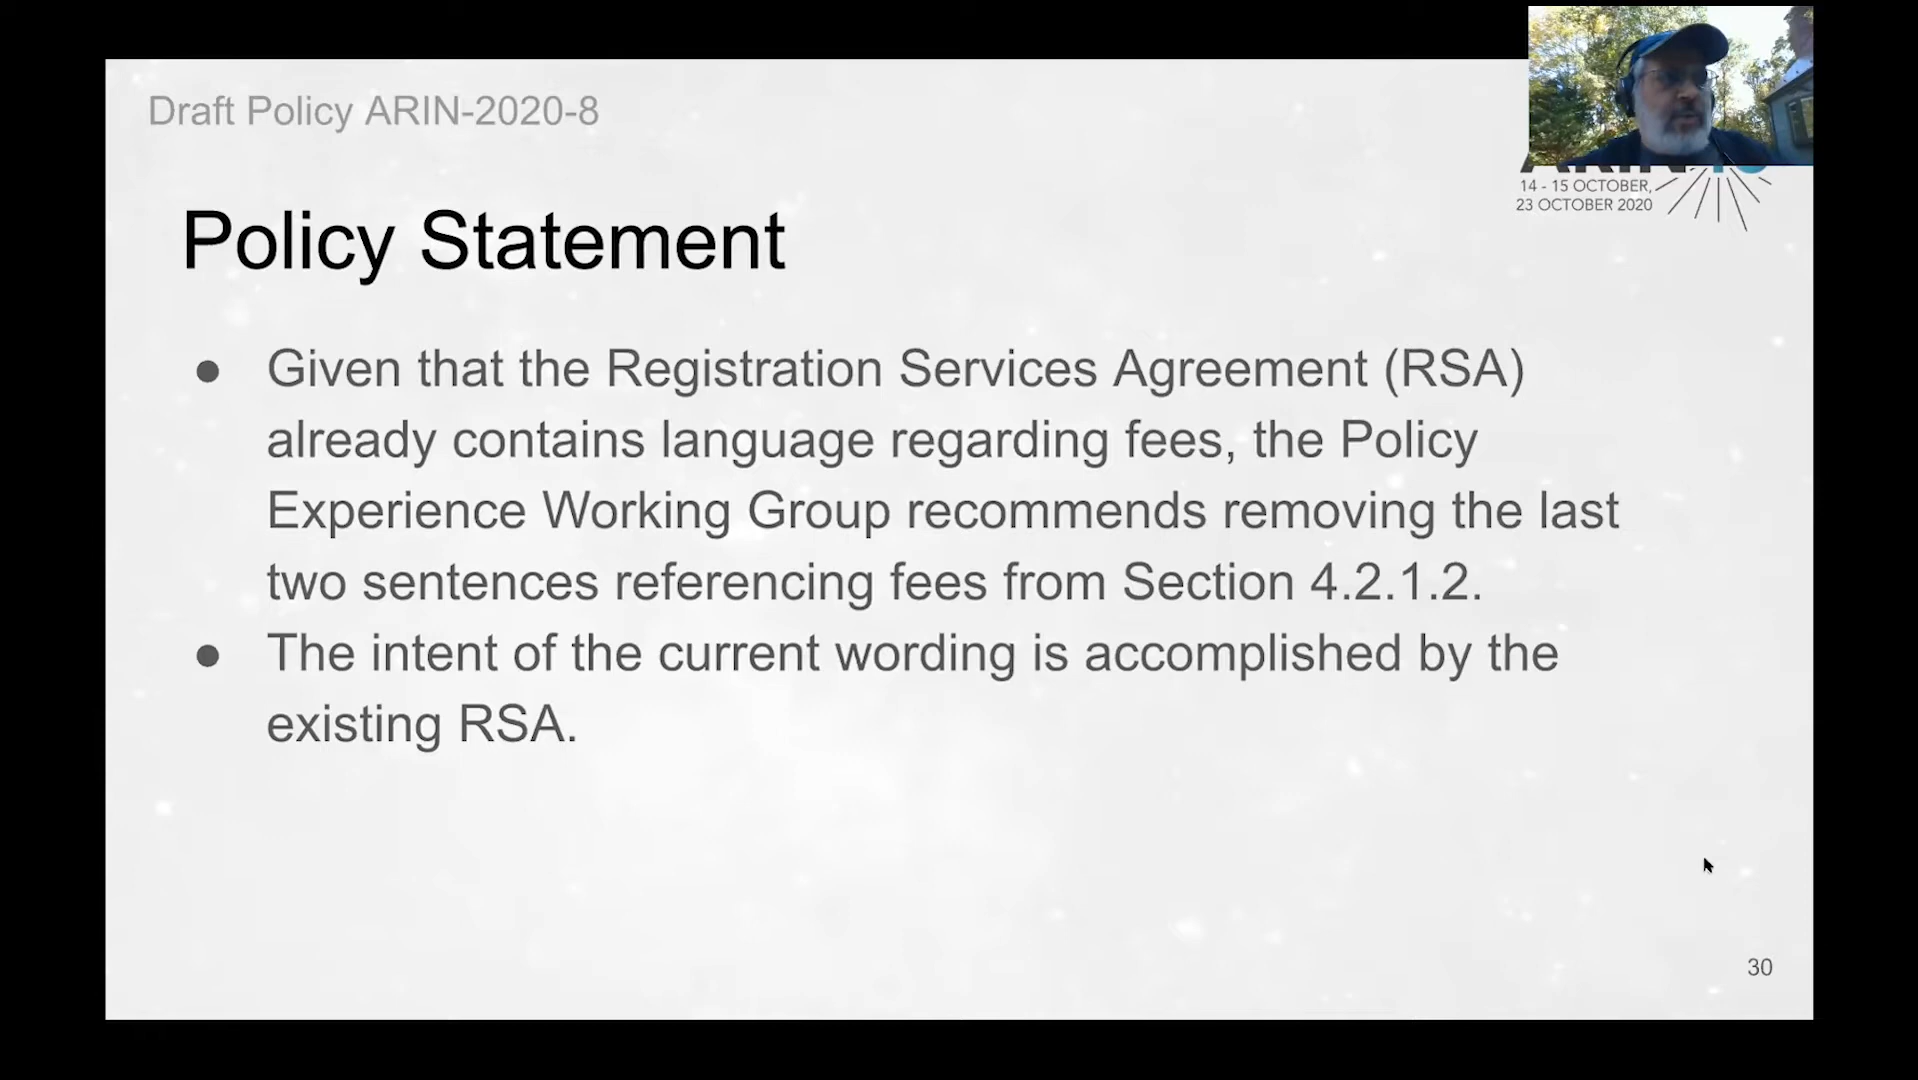 Draft Policy ARIN-2020-8
14 - 15 OCTOBER,
23 OCTOBER 2020
Policy Statement
● Given that the Registration Services Agreement (RSA)
already contains language regarding fees, the Policy
Experience Working Group recommends removing the last
two sentences referencing fees from Section 4.2.1.2.
● The intent of the current wording is accomplished by the
existing RSA.
30